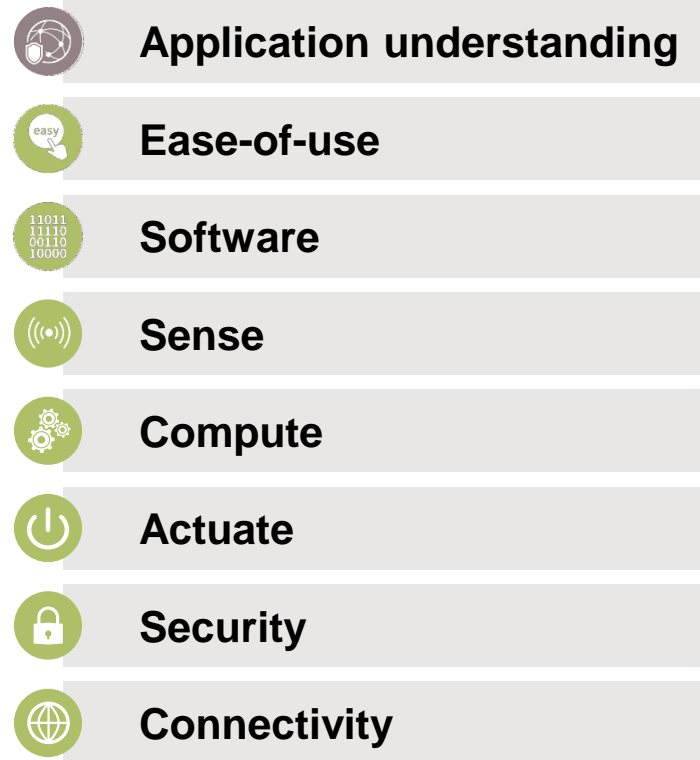 Application understanding
easy
Ease-of-use
11011
11110
00110
10000
Software
Sense
Compute
Actuate
Security
Connectivity